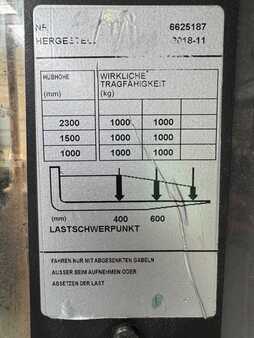 NR. 6625187
HERGESTELLT 2018-11
HUBHÖHE WIRKLICHE
TRAGFÄHIGKEIT
(mm) (kg)
2300 1000 1000
1500 1000 1000
1000 1000 1000
(mm) 400 600
LASTSCHWERPUNKT
FAHREN NUR MIT ABGESENKTEN GABELN
AUSSER BEIM AUFNEHMEN ODER
ABSETZEN DER LAST